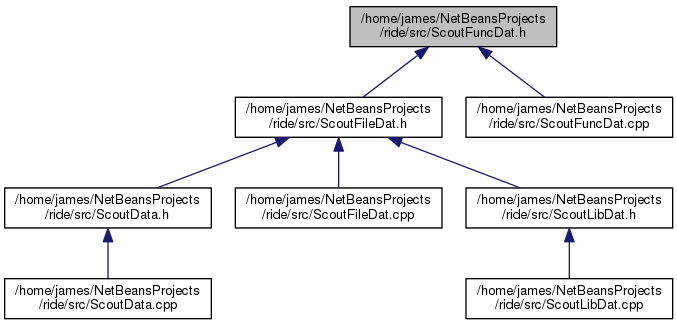 /home/james/NetBeansProjects
/ride/src/ScoutFuncDat.h
/home/james/NetBeansProjects
/ride/src/ScoutFileDat.h
/home/james/NetBeansProjects
/ride/src/ScoutFuncDat.cpp
/home/james/NetBeansProjects
/ride/src/ScoutData.h
/home/james/NetBeansProjects
/ride/src/ScoutFileDat.cpp
/home/james/NetBeansProjects
/ride/src/ScoutLibDat.h
/home/james/NetBeansProjects
/ride/src/ScoutData.cpp
/home/james/NetBeansProjects
/ride/src/ScoutLibDat.cpp